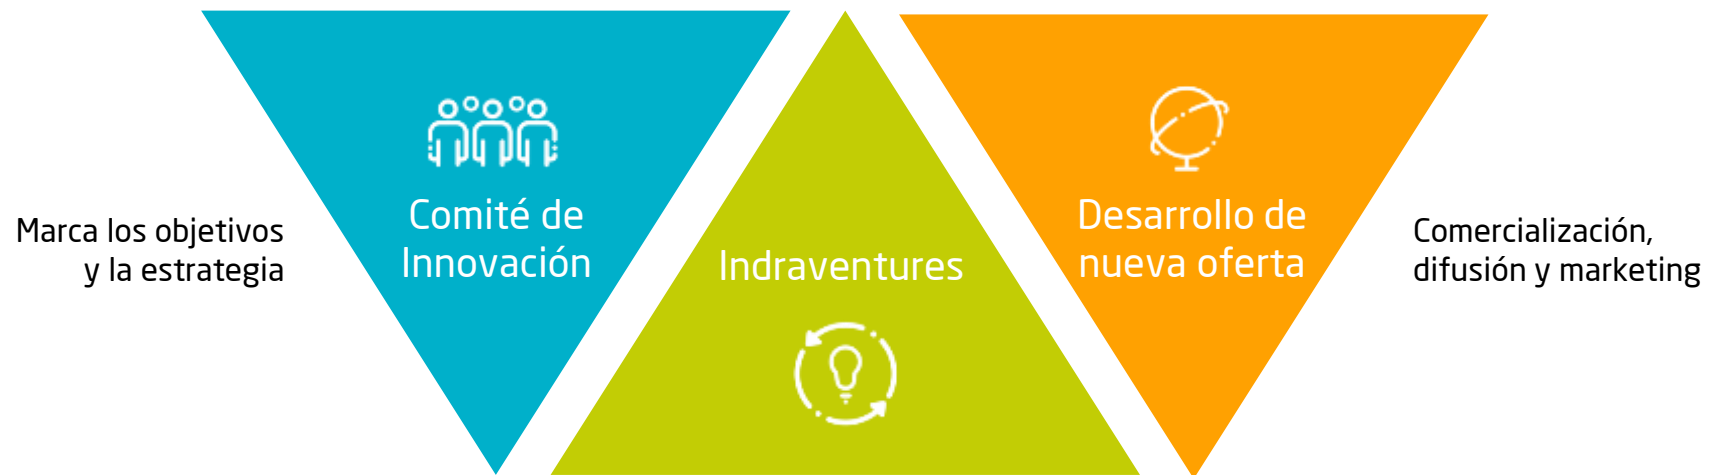 Marca los objetivos
y la estrategia
Comité de
Innovación
Indraventures
Desarrollo de
nueva oferta
Comercialización,
difusión y marketing